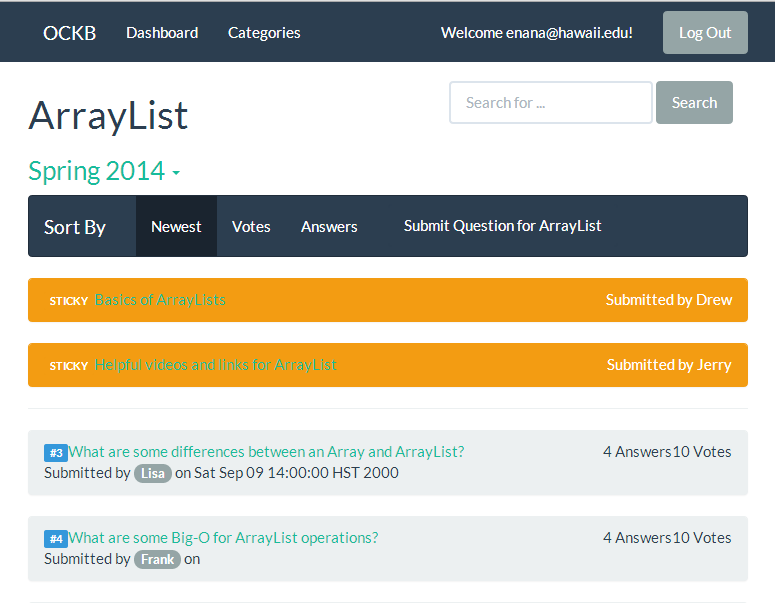 OCKB Dashboard Categories Welcome enana@hawaii.edu! Log Out
ArrayList
Search for ... Search
Spring 2014
Sort By Newest Votes Answers Submit Question for ArrayList
STICKY Basics of ArrayLists Submitted by Drew
STICKY Helpful videos and links for ArrayList Submitted by Jerry
#3 What are some differences between an Array and ArrayList? 4 Answers10 Votes
Submitted by Lisa on Sat Sep 09 14:00:00 HST 2000
#4 What are some Big-O for ArrayList operations? 4 Answers10 Votes
Submitted by Frank on